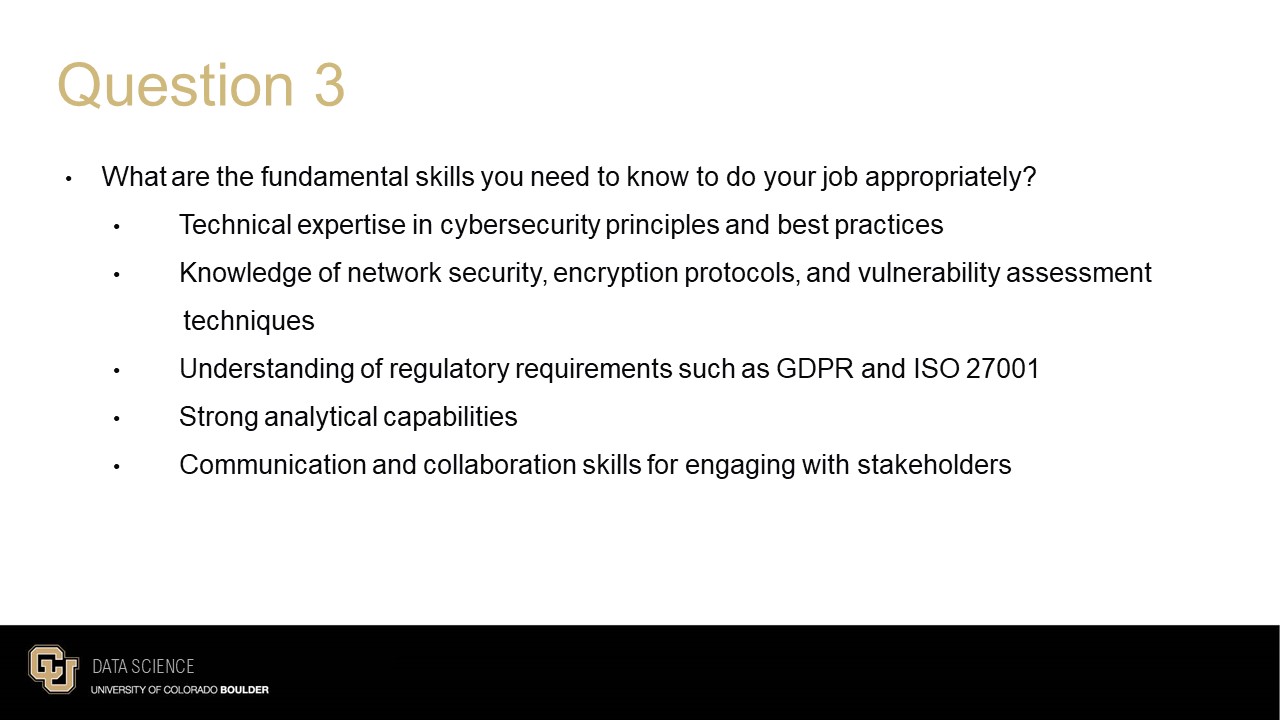 Question 3
• What are the fundamental skills you need to know to do your job appropriately?
• Technical expertise in cybersecurity principles and best practices
• Knowledge of network security, encryption protocols, and vulnerability assessment
techniques
• Understanding of regulatory requirements such as GDPR and ISO 27001
• Strong analytical capabilities
• Communication and collaboration skills for engaging with stakeholders
CU DATA SCIENCE
UNIVERSITY OF COLORADO BOULDER